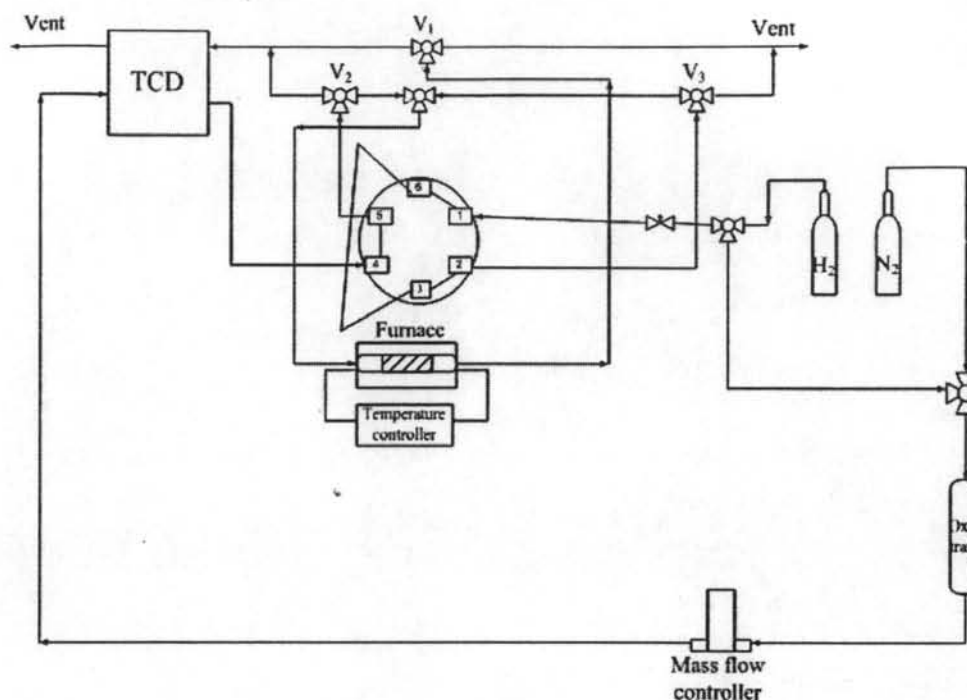 Vent
V1
Vent
TCD
V2
V3
6
5
1
4
2
3
H2
N2
Furnace
Temperature
controller
Mass flow
controller